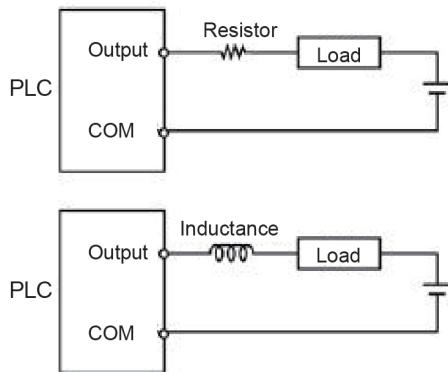 Resistor
Output
Load
PLC
COM
Inductance
Output
Load
PLC
COM